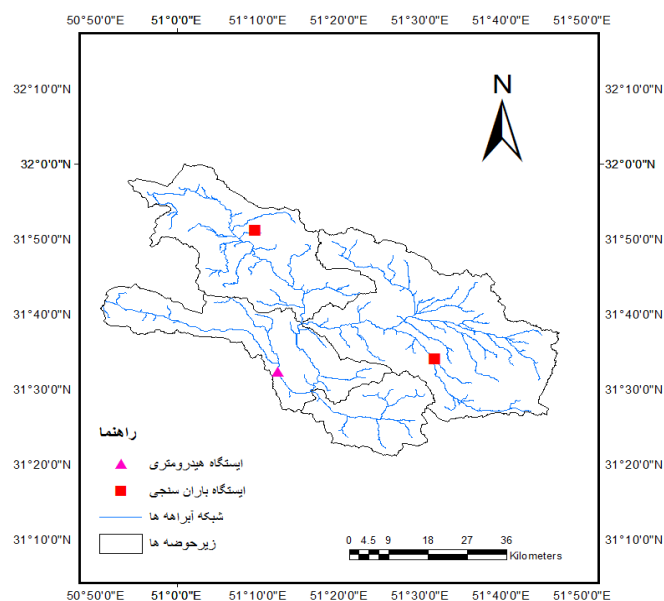 50°50'0"E 51°0'0"E 51°10'0"E 51°20'0"E 51°30'0"E 51°40'0"E 51°50'0"E
N
32°10'0"N 32°10'0"N
32°0'0"N 32°0'0"N
31°50'0"N 31°50'0"N
31°40'0"N 31°40'0"N
31°30'0"N 31°30'0"N
راهنما
31°20'0"N 31°20'0"N
ایستگاه هیدرومتری
ایستگاه باران سنجی
شبکه آبراهه ها
زیرحوضه ها
31°10'0"N 31°10'0"N
0 4.5 9 18 27 36
Kilometers
50°50'0"E 51°0'0"E 51°10'0"E 51°20'0"E 51°30'0"E 51°40'0"E 51°50'0"E